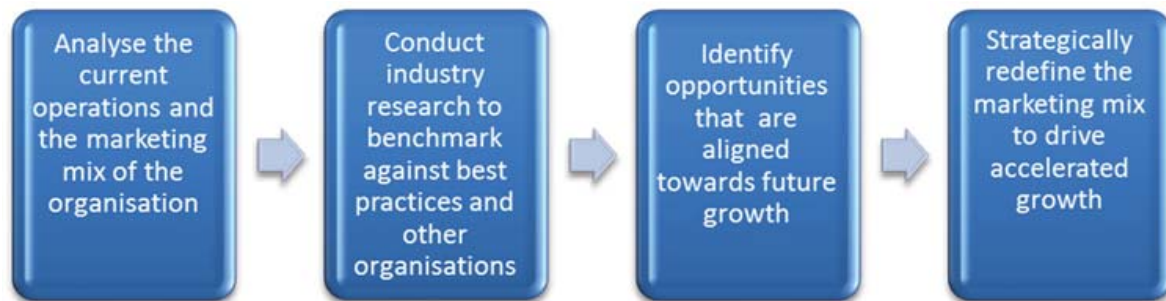 Analyse the
current
operations and
the marketing
mix of the
organisation
Conduct
industry
research to
benchmark
against best
practices and
other
organisations
Identify
opportunities
that are
aligned
towards future
growth
Strategically
redefine the
marketing mix
to drive
accelerated
growth